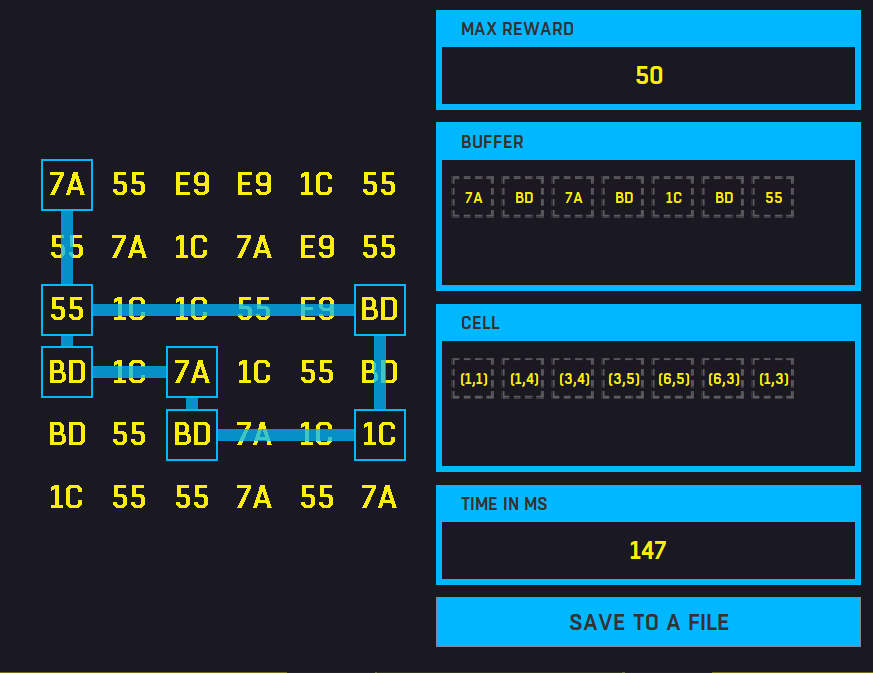 7A 55 E9 E9 1C 55
55 7A 1C 7A E9 55
55 1C 1C 55 E9 BD
BD 1C 7A 1C 55 BD
BD 55 BD 7A 1C 1C
1C 55 55 7A 55 7A
MAX REWARD
50
BUFFER
7A BD 7A BD 1C BD 55
CELL
(1,1) (1,4) (3,4) (3,5) (6,5) (6,3) (1,3)
TIME IN MS
147
SAVE TO A FILE